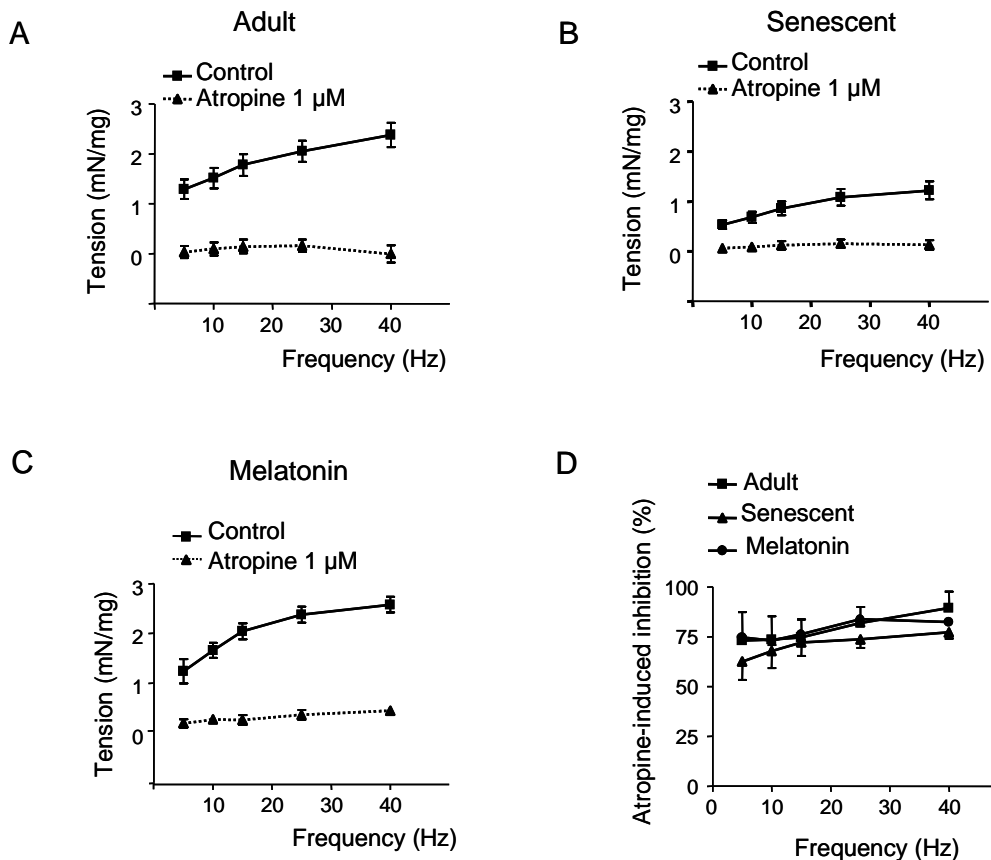 A
Adult
Control
Atropine 1 µM
Tension (mN/mg)
3
2
1
0
10
20
30
40
Frequency (Hz)
B
Senescent
Control
Atropine 1 µM
Tension (mN/mg)
3
2
1
0
10
20
30
40
Frequency (Hz)
C
Melatonin
Control
Atropine 1 µM
Tension (mN/mg)
3
2
1
0
10
20
30
40
Frequency (Hz)
D
Adult
Senescent
Melatonin
Atropine-induced inhibition (%)
100
75
50
25
0
0
10
20
30
40
Frequency (Hz)